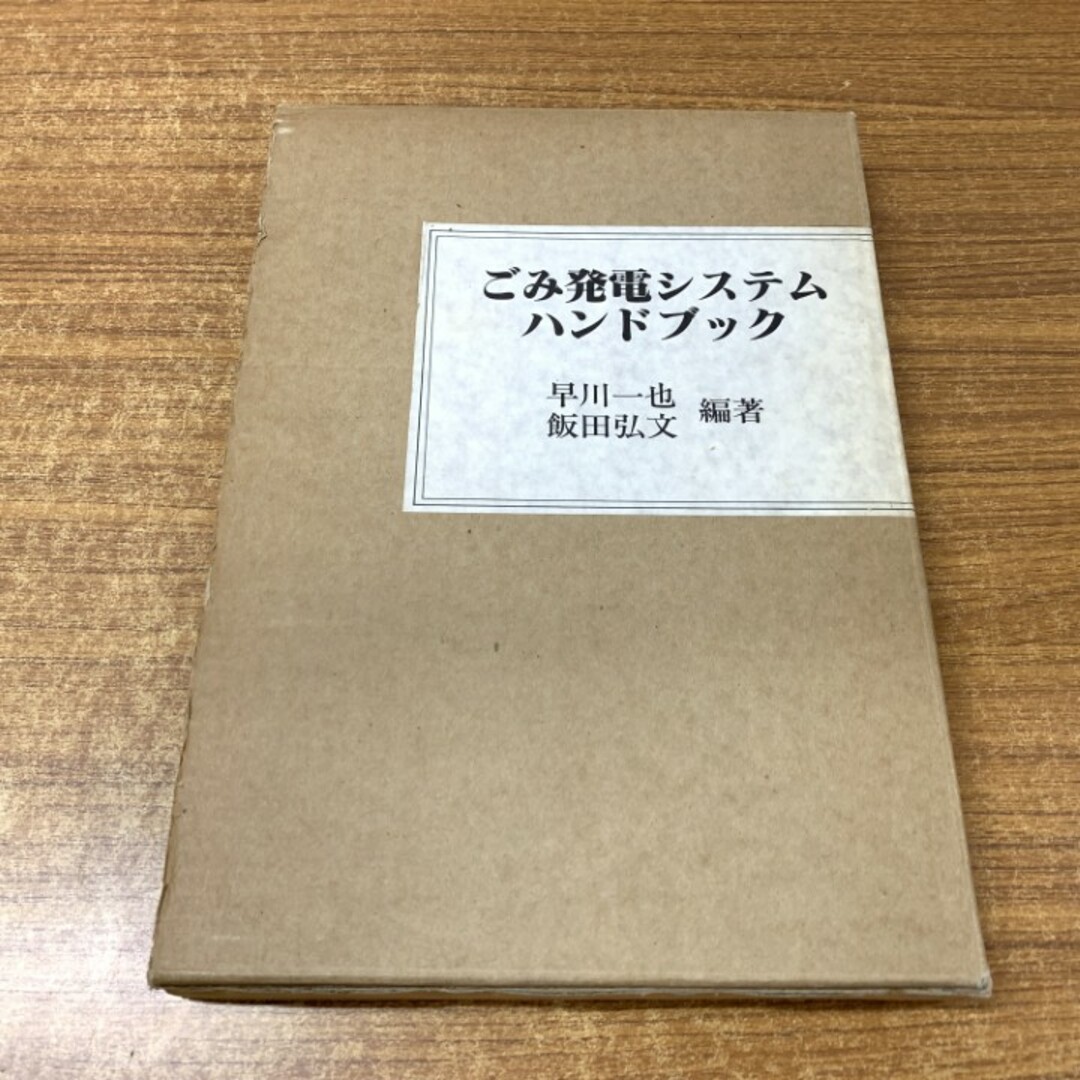 ごみ発電システム
ハンドブック
早川一也
飯田弘文
編著